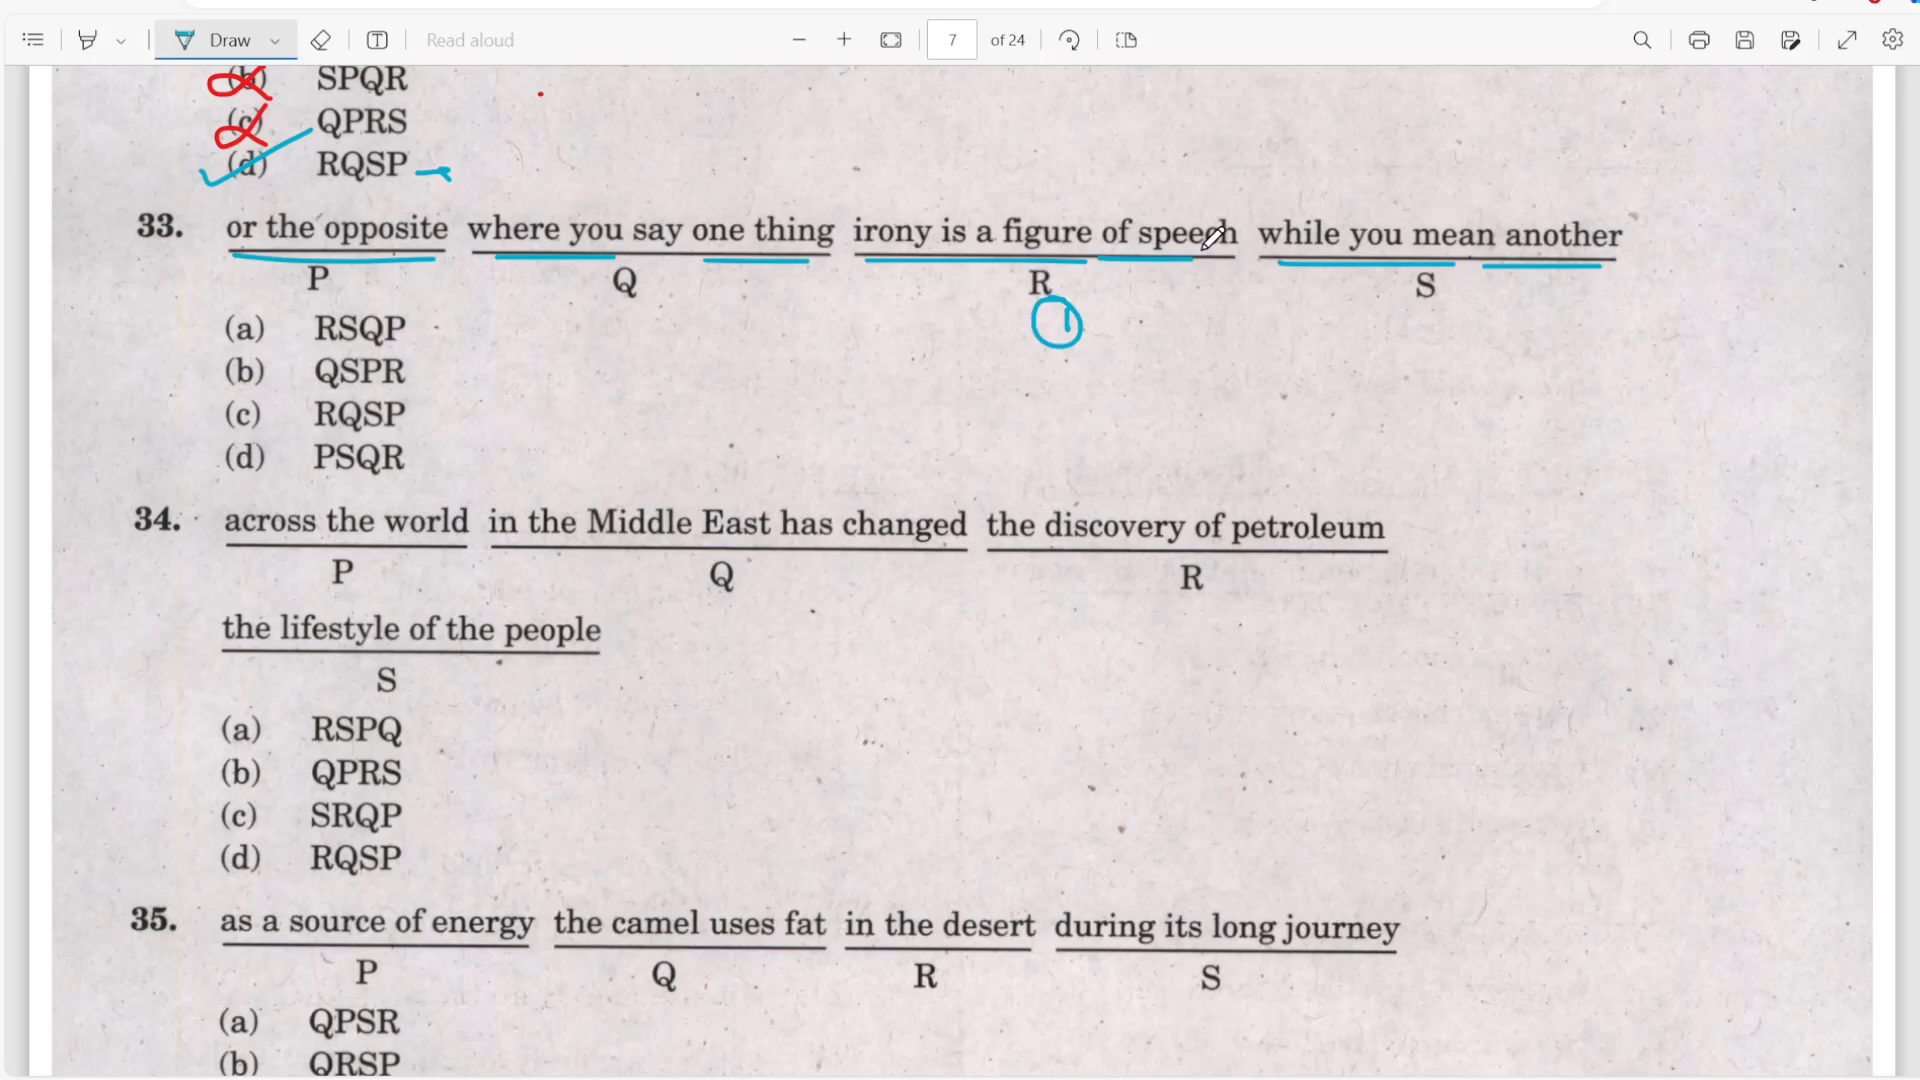 Draw
Read aloud
7 of 24
(b) SPQR
(c) QPRS
(d) RQSP
33. or the opposite where you say one thing irony is a figure of speech while you mean another
P Q R S
1
(a) RSQP
(b) QSPR
(c) RQSP
(d) PSQR
34. across the world in the Middle East has changed the discovery of petroleum
P Q R
the lifestyle of the people
S
(a) RSPQ
(b) QPRS
(c) SRQP
(d) RQSP
35. as a source of energy the camel uses fat in the desert during its long journey
P Q R S
(a) QPSR
(b) QRSP